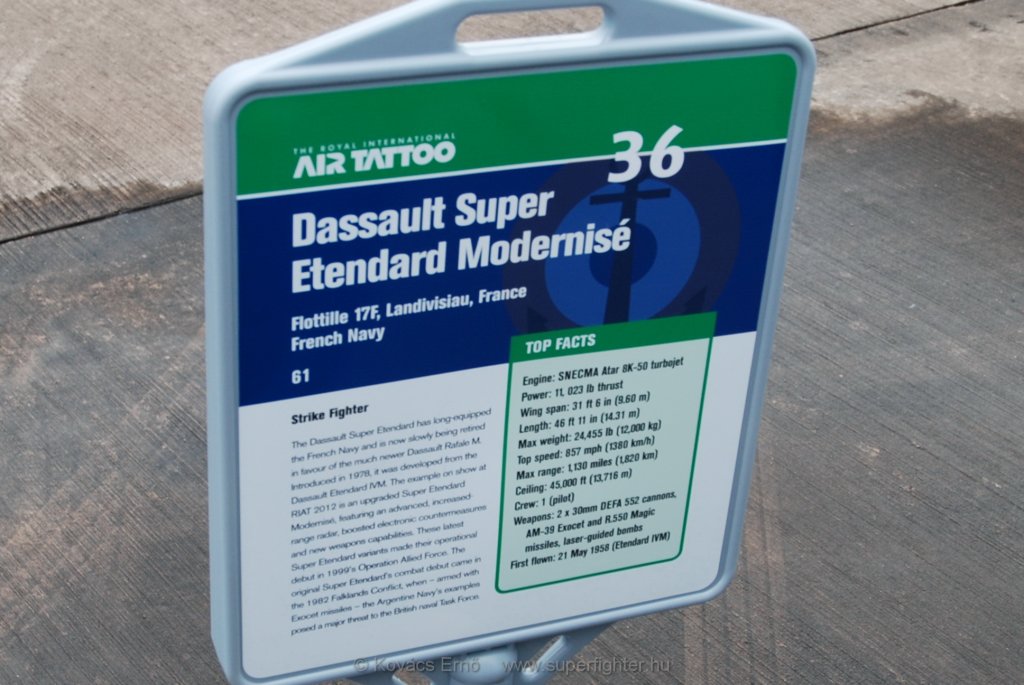 THE ROYAL INTERNATIONAL
AIR TATTOO
36
Dassault Super
Etendard Modernisé
Flottille 17F, Landivisiau, France
French Navy
61
Strike Fighter
The Dassault Super Etendard has long-equipped
the French Navy and is now slowly being retired
in favour of the much newer Dassault Rafale M.
Introduced in 1978, it was developed from the
Dassault Etendard IVM. The example on show at
RIAT 2012 is an upgraded Super Etendard
Modernisé, featuring an advanced, increased-
range radar, boosted electronic countermeasures
and new weapons capabilities. These latest
Super Etendard variants made their operational
debut in 1999's Operation Allied Force. The
original Super Etendard's combat debut came in
the 1982 Falklands Conflict, when – armed with
Exocet missiles – the Argentine Navy's examples
posed a major threat to the British naval Task Force.
TOP FACTS
Engine: SNECMA Atar 8K-50 turbojet
Power: 11, 023 lb thrust
Wing span: 31 ft 6 in (9.60 m)
Length: 46 ft 11 in (14.31 m)
Max weight: 24,455 lb (12,000 kg)
Top speed: 857 mph (1380 km/h)
Max range: 1,130 miles (1,820 km)
Ceiling: 45,000 ft (13,716 m)
Crew: 1 (pilot)
Weapons: 2 x 30mm DEFA 552 cannons,
AM-39 Exocet and R.550 Magic
missiles, laser-guided bombs
First flown: 21 May 1958 (Etendard IVM)
© Kovács Ernő www.superfighter.hu